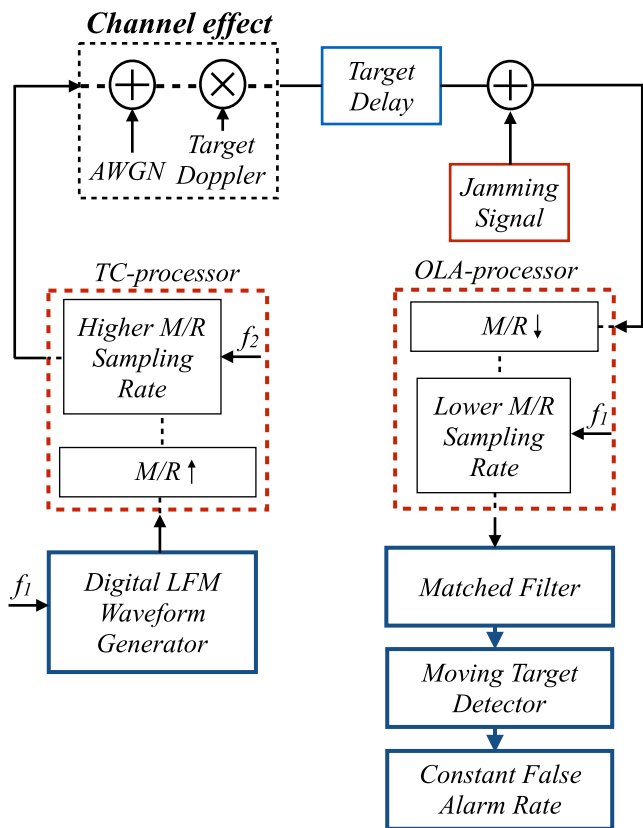 Channel effect
AWGN
Target
Doppler
Target
Delay
Jamming
Signal
TC-processor
Higher M/R
Sampling
Rate
f2
M/R ↑
f1
Digital LFM
Waveform
Generator
OLA-processor
M/R ↓
Lower M/R
Sampling
Rate
f1
Matched Filter
Moving Target
Detector
Constant False
Alarm Rate